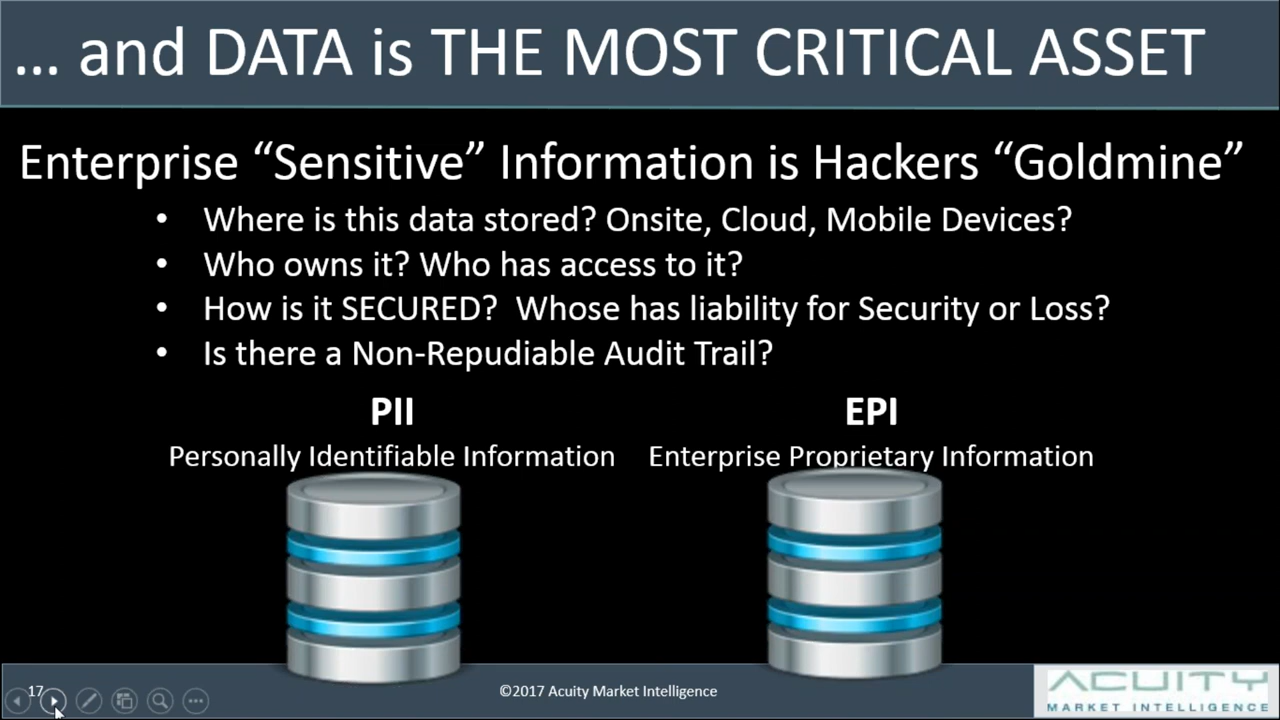 ... and DATA is THE MOST CRITICAL ASSET
Enterprise “Sensitive” Information is Hackers “Goldmine”
• Where is this data stored? Onsite, Cloud, Mobile Devices?
• Who owns it? Who has access to it?
• How is it SECURED?  Whose has liability for Security or Loss?
• Is there a Non-Repudiable Audit Trail?
PII
Personally Identifiable Information
EPI
Enterprise Proprietary Information
17
©2017 Acuity Market Intelligence
ACUITY
MARKET INTELLIGENCE